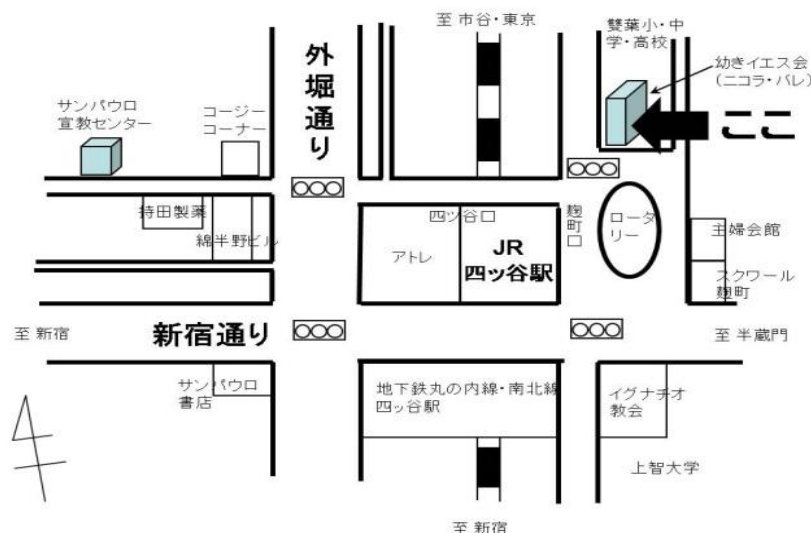 至 市谷・東京
雙葉小・中
学・高校
幼きイエス会
（ニコラ・バレ）
外堀通り
サンパウロ
宣教センター
コージー
コーナー
ここ
持田製薬
綿半野ビル
四ツ谷口
麹町口
ロータ
リー
主婦会館
アトレ
JR
四ッ谷駅
スクワール
麹町
至 新宿
新宿通り
至 半蔵門
サンパウロ
書店
地下鉄丸の内線・南北線
四ッ谷駅
イグナチオ
教会
上智大学
至 新宿